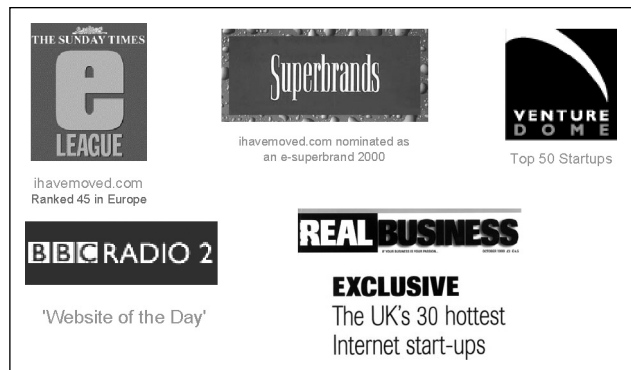 THE SUNDAY TIMES
e
LEAGUE
ihavemoved.com
Ranked 45 in Europe
Superbrands
ihavemoved.com nominated as
an e-superbrand 2000
VENTURE
DOME
Top 50 Startups
BBC RADIO 2
'Website of the Day'
REAL BUSINESS
EXCLUSIVE
The UK's 30 hottest
Internet start-ups